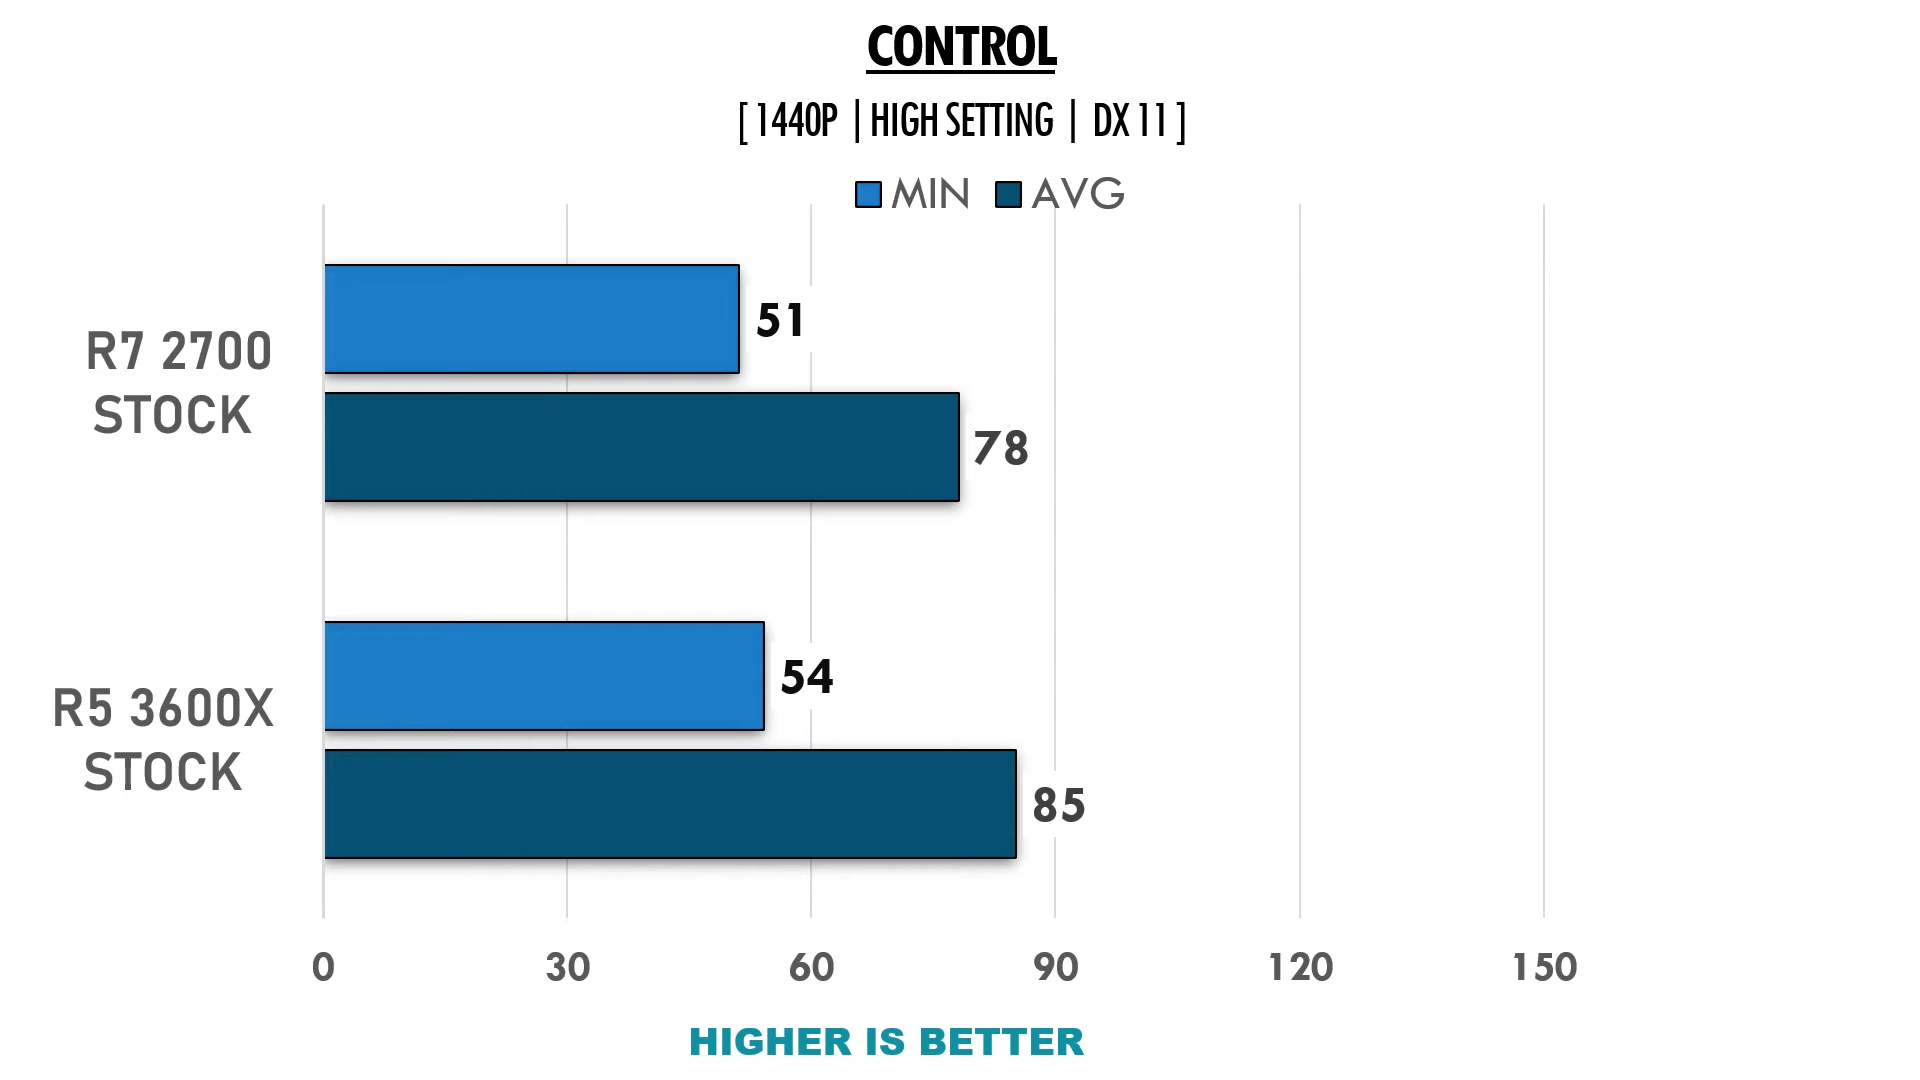 CONTROL
[ 1440P | HIGH SETTING | DX 11 ]
MIN AVG
R7 2700
STOCK
51
78
R5 3600X
STOCK
54
85
0 30 60 90 120 150
HIGHER IS BETTER